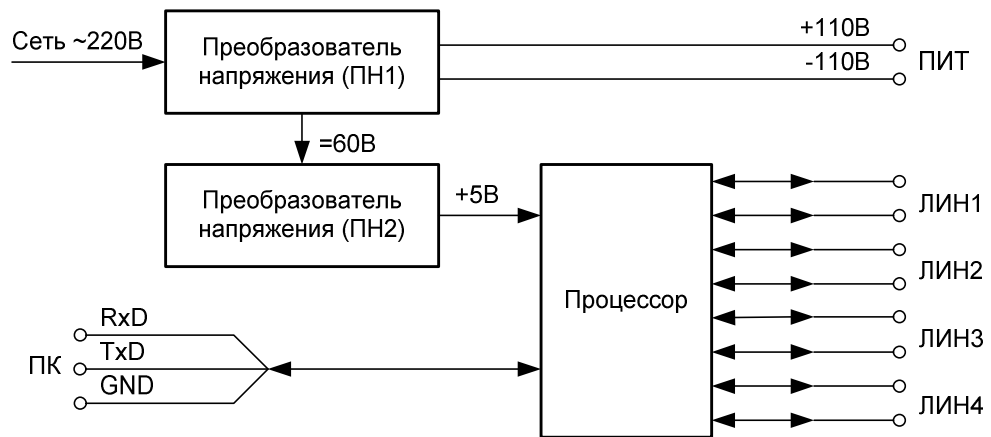 Сеть ~220В
Преобразователь
напряжения (ПН1)
+110В
-110В
ПИТ
=60В
Преобразователь
напряжения (ПН2)
+5В
Процессор
ЛИН1
ЛИН2
ЛИН3
ЛИН4
ПК
RxD
TxD
GND